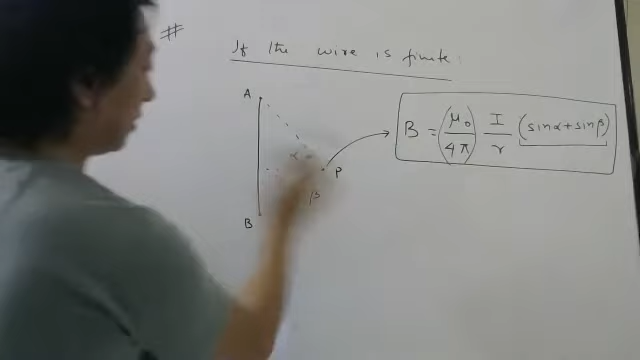 #
If the wire is finite:
A
B = (μ₀/4π) I/r (sinα+sinβ)
α
P
β
B